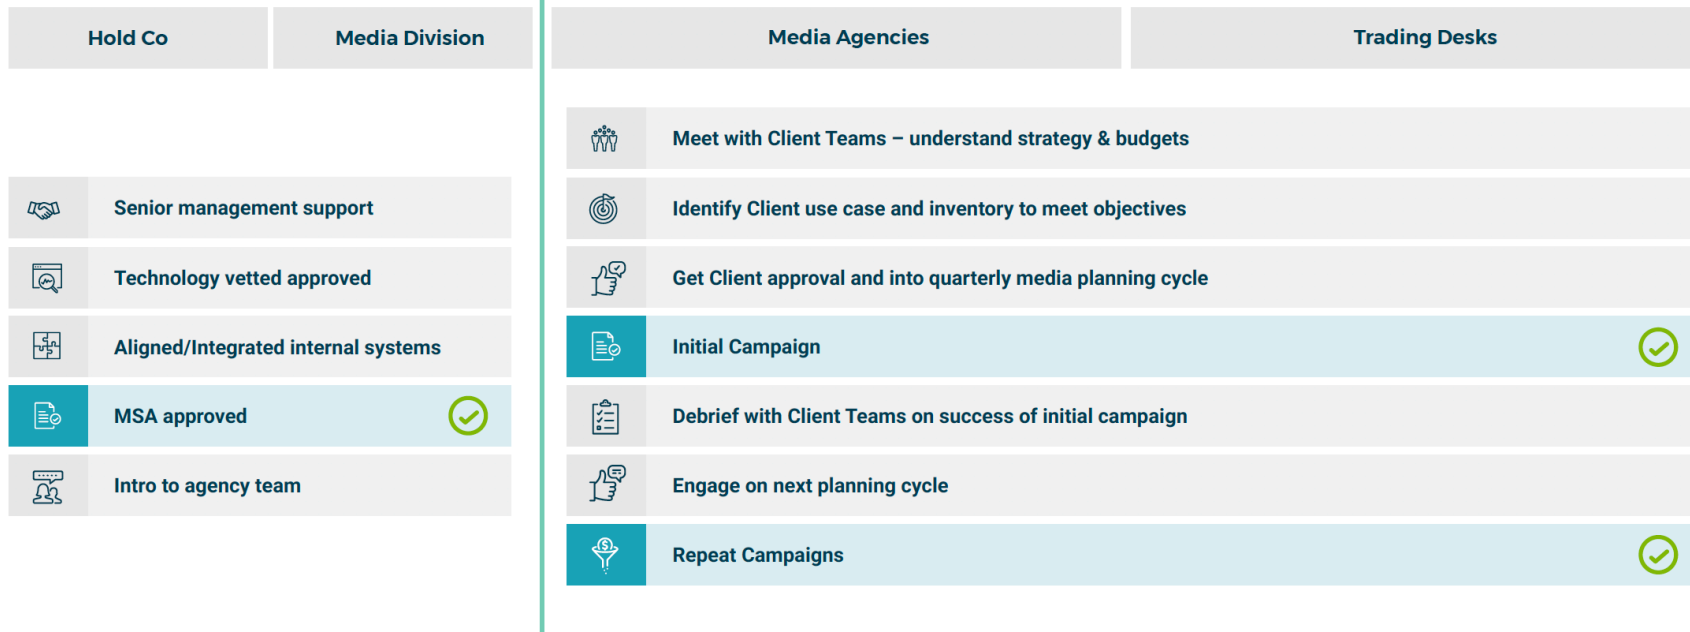 Hold Co
Media Division
Media Agencies
Trading Desks
Senior management support
Technology vetted approved
Aligned/Integrated internal systems
MSA approved
Intro to agency team
Meet with Client Teams – understand strategy & budgets
Identify Client use case and inventory to meet objectives
Get Client approval and into quarterly media planning cycle
Initial Campaign
Debrief with Client Teams on success of initial campaign
Engage on next planning cycle
Repeat Campaigns